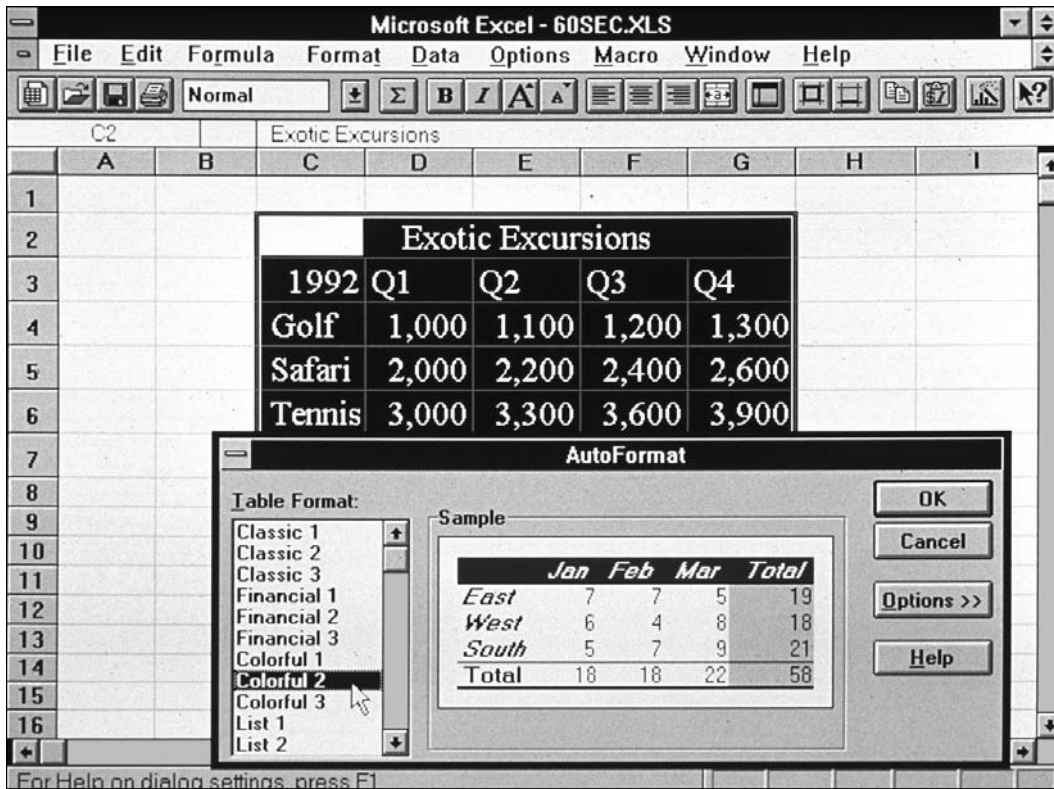 Microsoft Excel - 60SEC.XLS
File Edit Formula Format Data Options Macro Window Help
Normal Σ B I A A
C2 Exotic Excursions
A B C D E F G H I
1
2 Exotic Excursions
3 1992 Q1 Q2 Q3 Q4
4 Golf 1,000 1,100 1,200 1,300
5 Safari 2,000 2,200 2,400 2,600
6 Tennis 3,000 3,300 3,600 3,900
7
8
9
10
11
12
13
14
15
16
AutoFormat
Table Format:
Classic 1
Classic 2
Classic 3
Financial 1
Financial 2
Financial 3
Colorful 1
Colorful 2
Colorful 3
List 1
List 2
Sample
Jan Feb Mar Total
East 7 7 5 19
West 6 4 8 18
South 5 7 9 21
Total 18 18 22 58
OK
Cancel
Options >>
Help
For Help on dialog settings, press F1